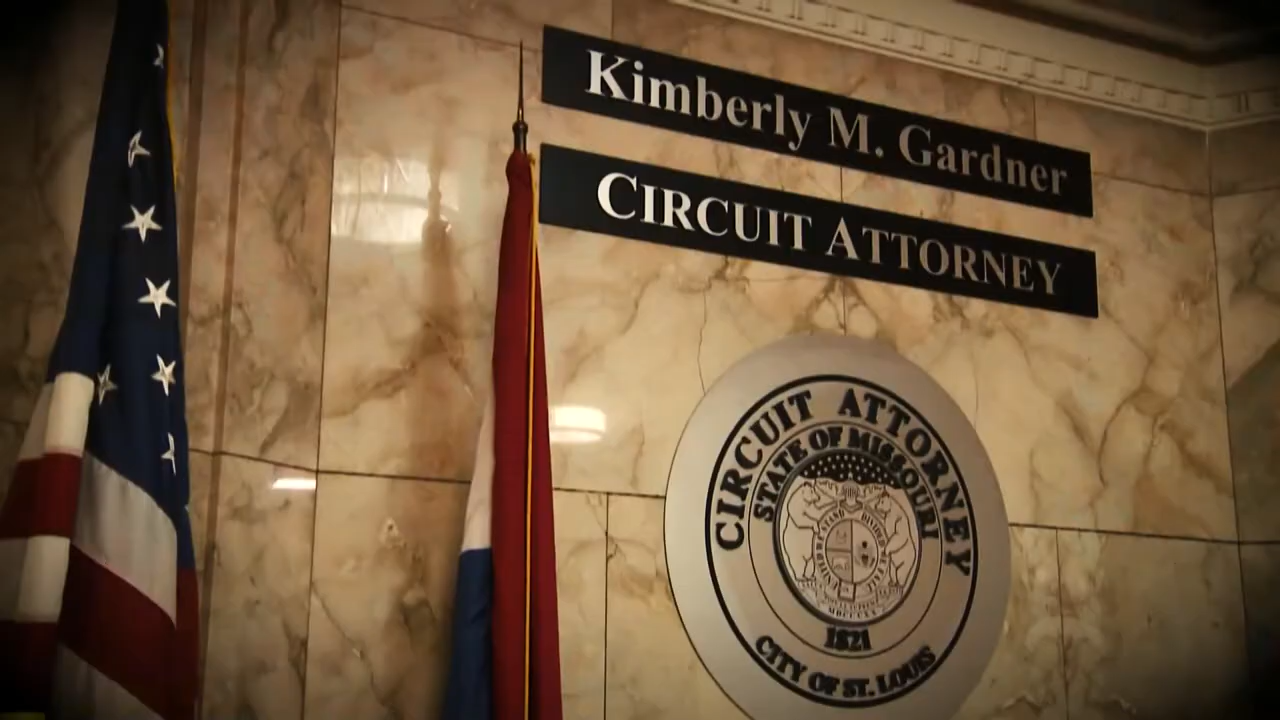 Kimberly M. Gardner
CIRCUIT ATTORNEY
CIRCUIT ATTORNEY
STATE OF MISSOURI
1821
CITY OF ST. LOUIS